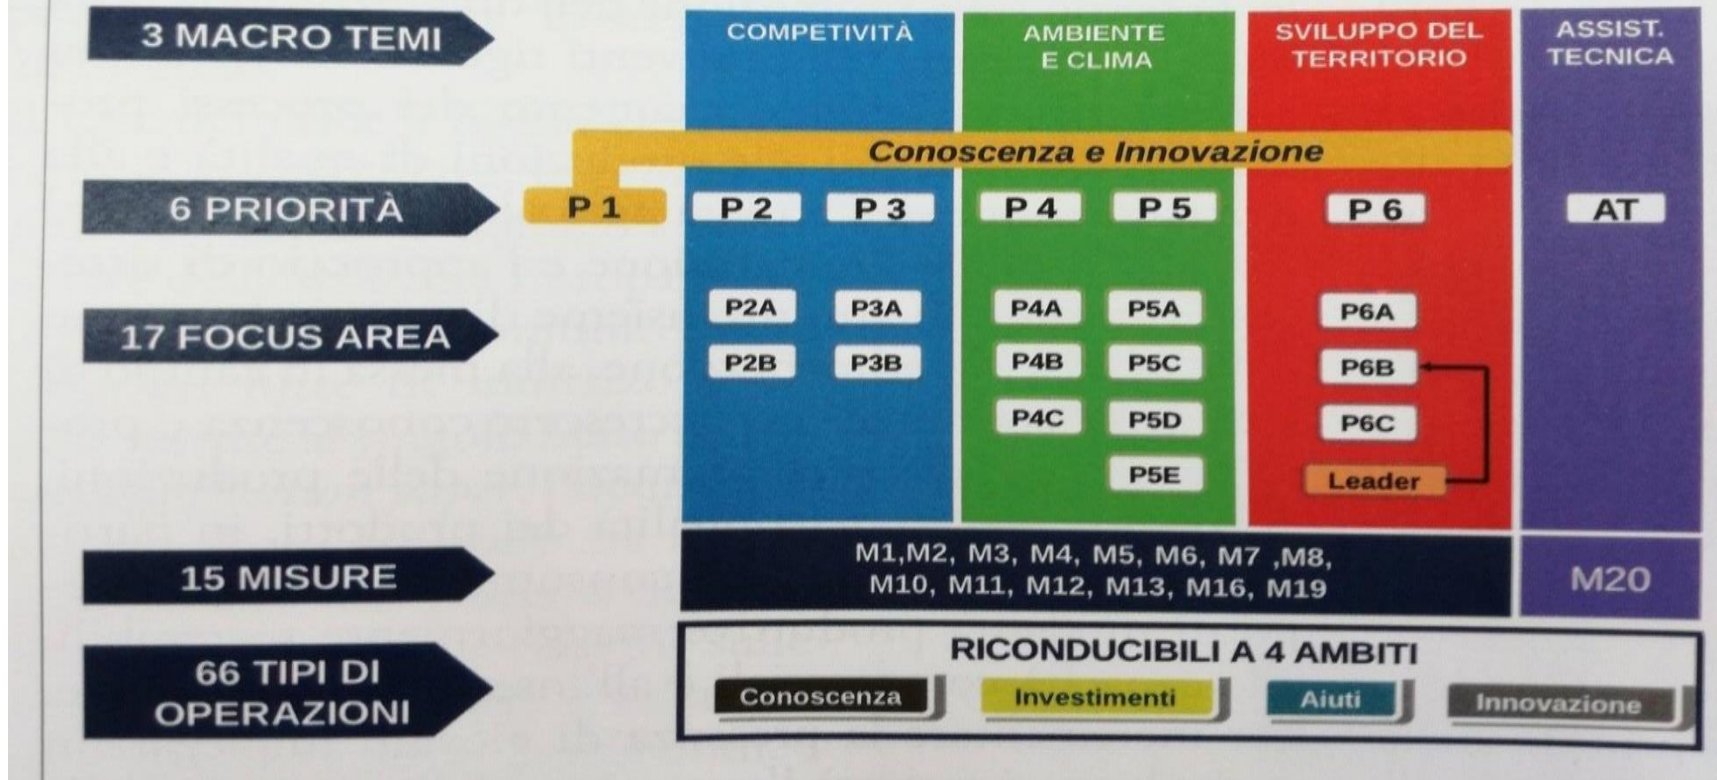 3 MACRO TEMI
COMPETIVITÀ
AMBIENTE
E CLIMA
SVILUPPO DEL
TERRITORIO
ASSIST.
TECNICA
Conoscenza e Innovazione
6 PRIORITÀ
P 1
P 2
P 3
P 4
P 5
P 6
AT
17 FOCUS AREA
P2A
P3A
P4A
P5A
P6A
P2B
P3B
P4B
P5C
P6B
P4C
P5D
P6C
P5E
Leader
15 MISURE
M1,M2, M3, M4, M5, M6, M7 ,M8,
M10, M11, M12, M13, M16, M19
M20
66 TIPI DI
OPERAZIONI
RICONDUCIBILI A 4 AMBITI
Conoscenza
Investimenti
Aiuti
Innovazione